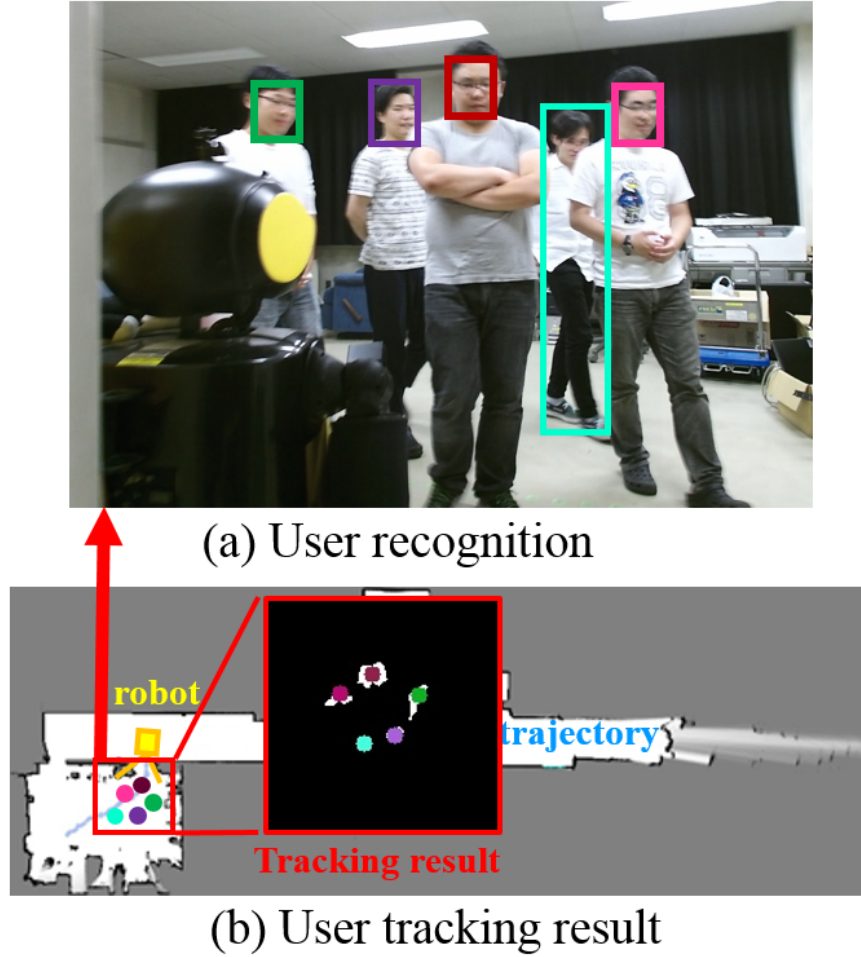 (a) User recognition
robot
trajectory
Tracking result
(b) User tracking result